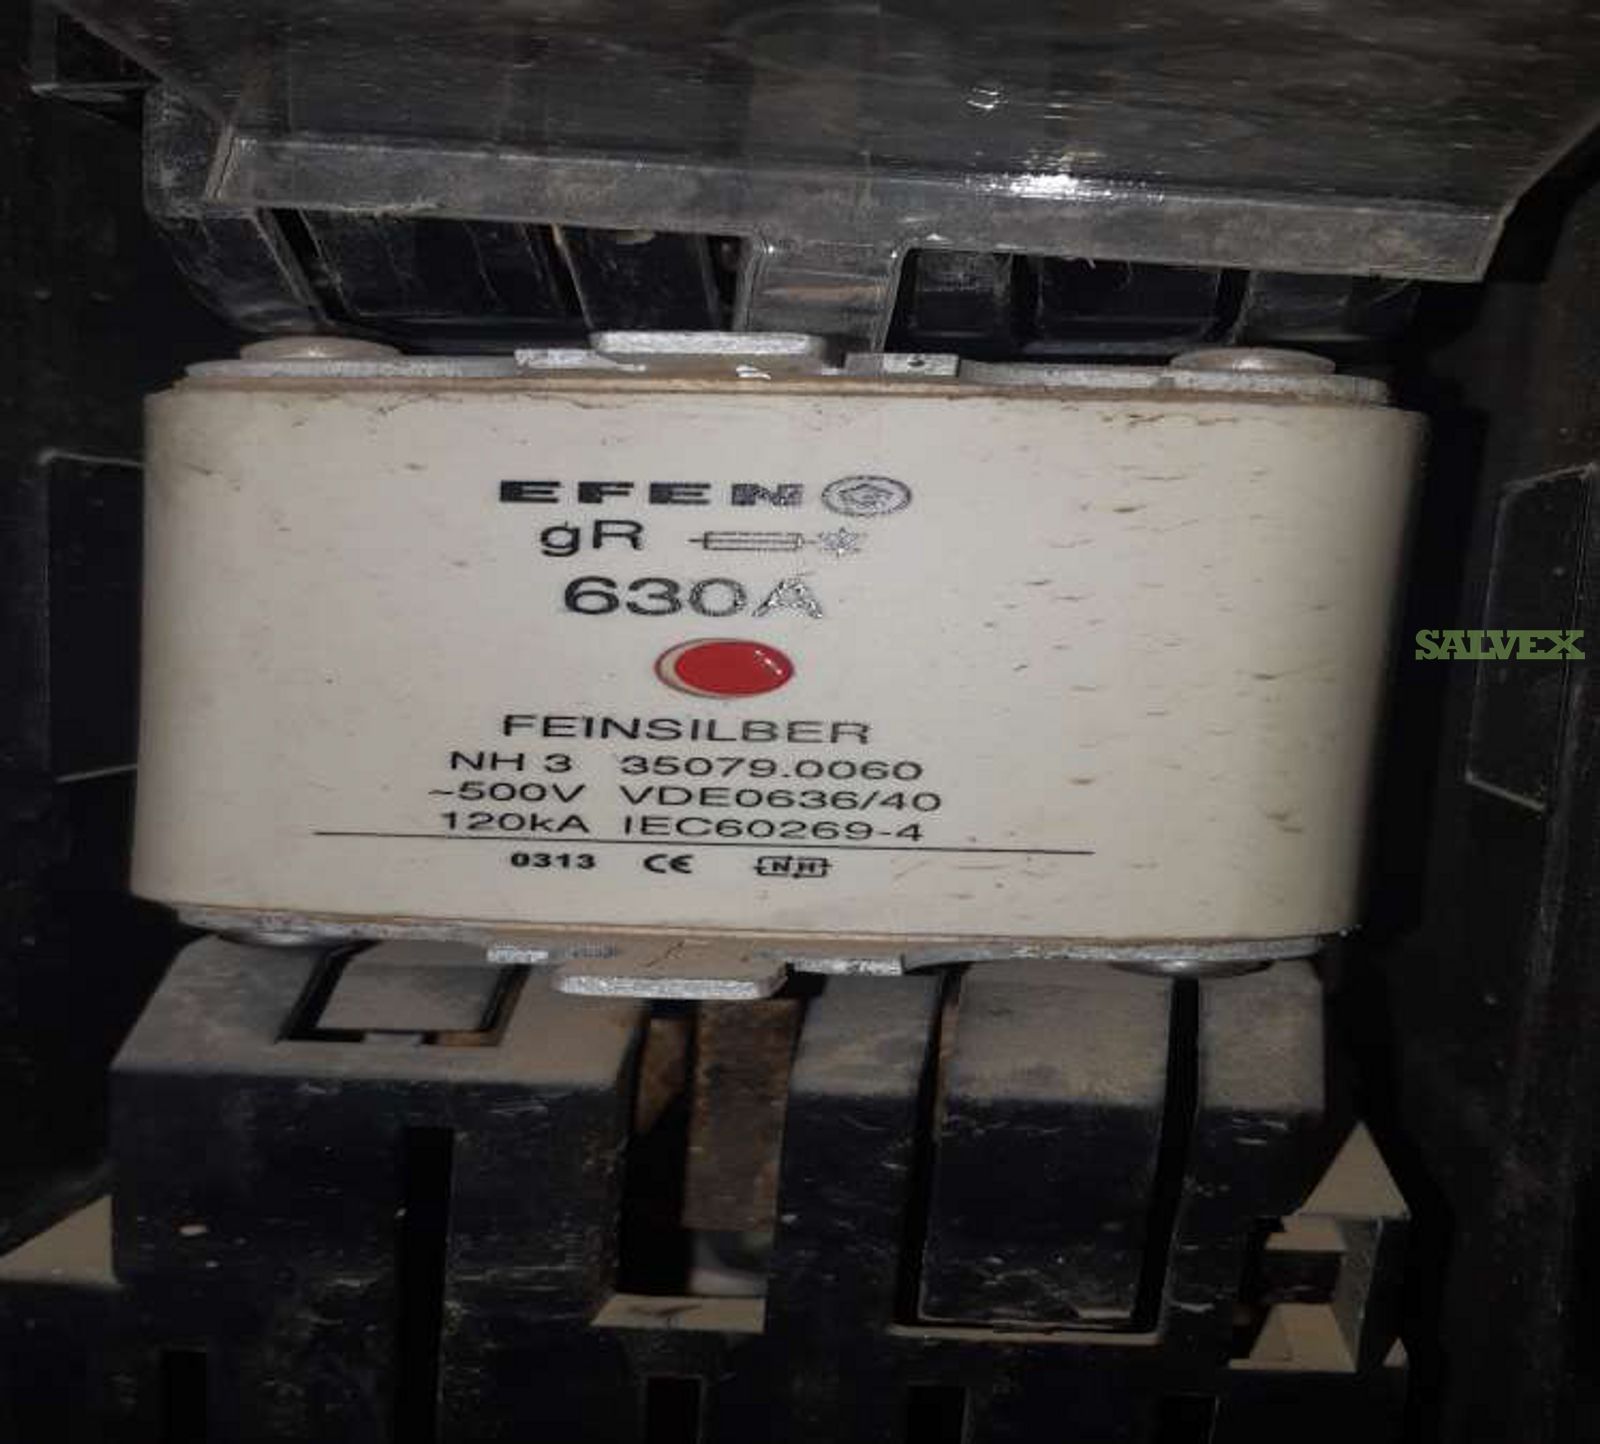 EFEN
gR
630A
FEINSILBER
NH 3 35079.0060
~500V VDE0636/40
120kA IEC60269-4
0313 CE NH
SALVEX